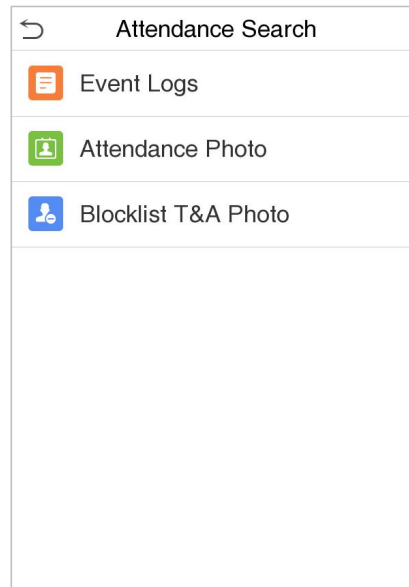 Attendance Search
Event Logs
Attendance Photo
Blocklist T&A Photo